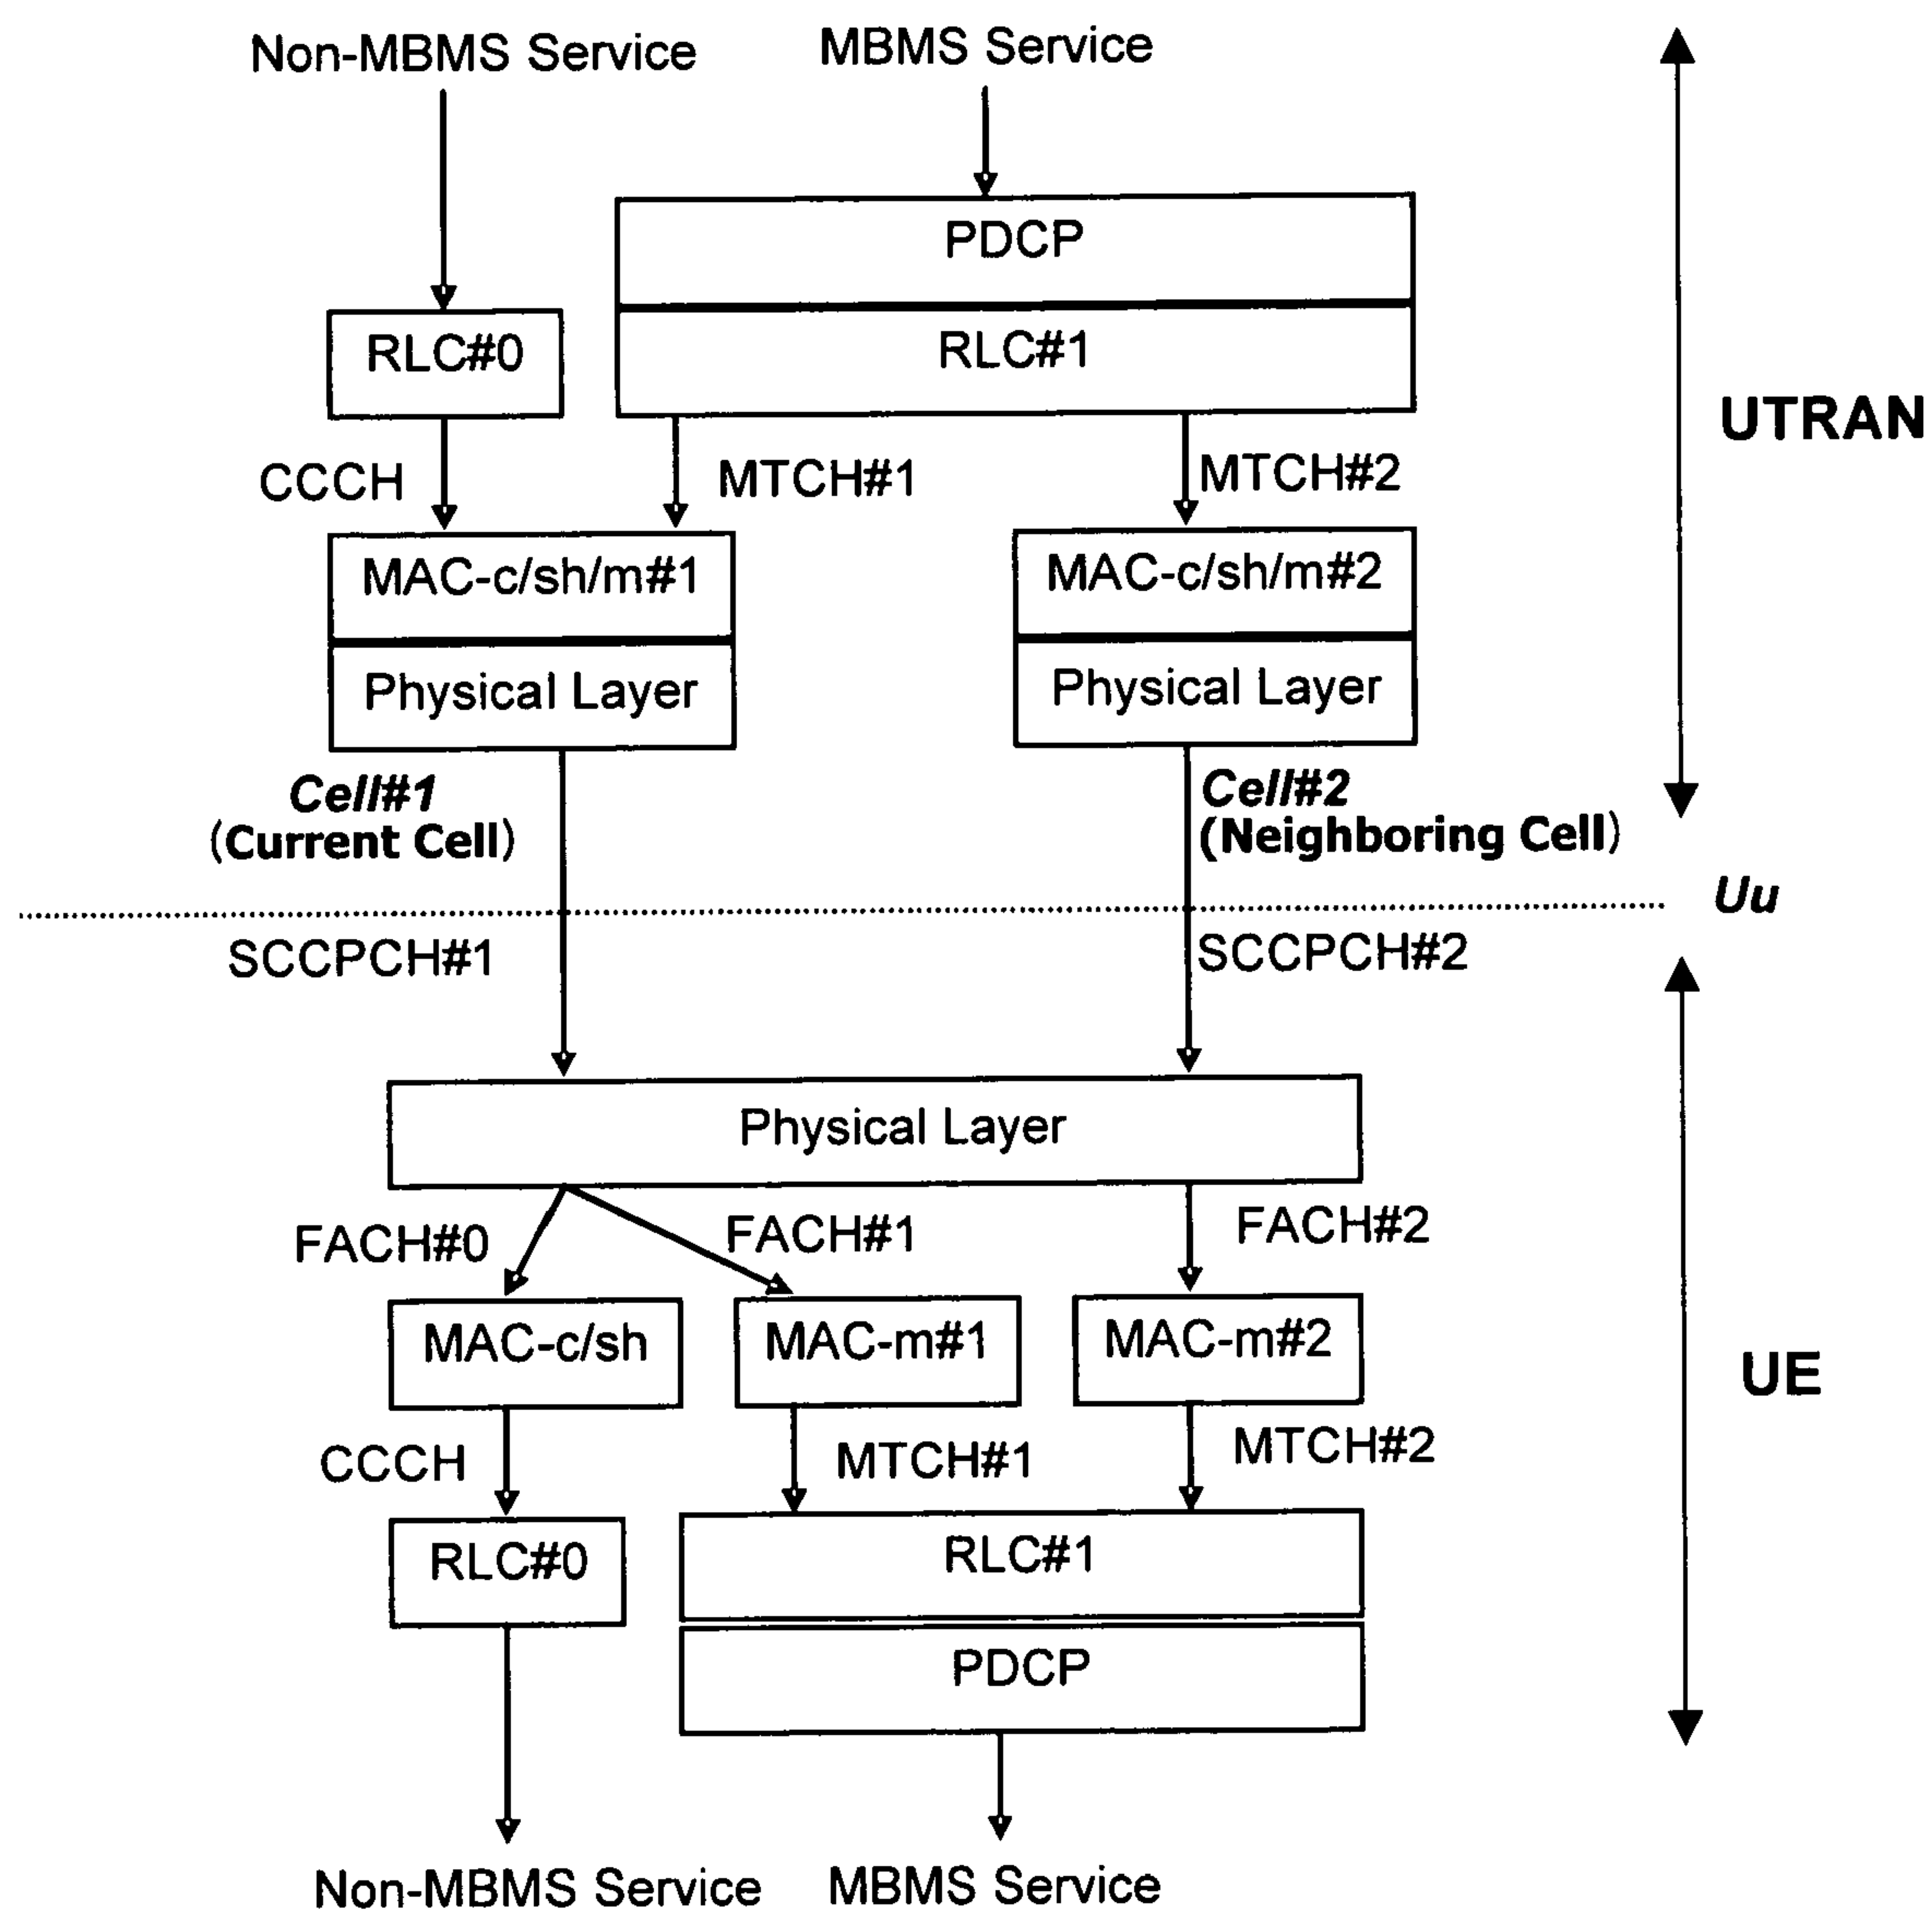 Non-MBMS Service
MBMS Service
PDCP
RLC#0
RLC#1
UTRAN
CCCH
MTCH#1
MTCH#2
MAC-c/sh/m#1
MAC-c/sh/m#2
Physical Layer
Physical Layer
Cell#1
(Current Cell)
Cell#2
(Neighboring Cell)
Uu
SCCPCH#1
SCCPCH#2
Physical Layer
FACH#0
FACH#1
FACH#2
MAC-c/sh
MAC-m#1
MAC-m#2
UE
CCCH
MTCH#1
MTCH#2
RLC#0
RLC#1
PDCP
Non-MBMS Service
MBMS Service